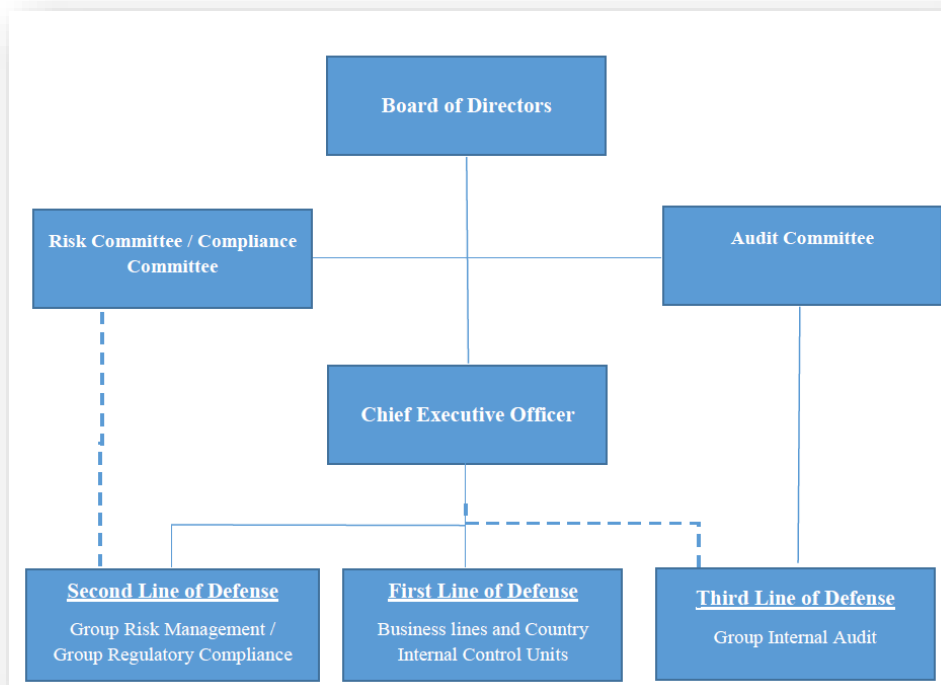 Board of Directors
Risk Committee / Compliance
Committee
Audit Committee
Chief Executive Officer
Second Line of Defense
Group Risk Management /
Group Regulatory Compliance
First Line of Defense
Business lines and Country
Internal Control Units
Third Line of Defense
Group Internal Audit